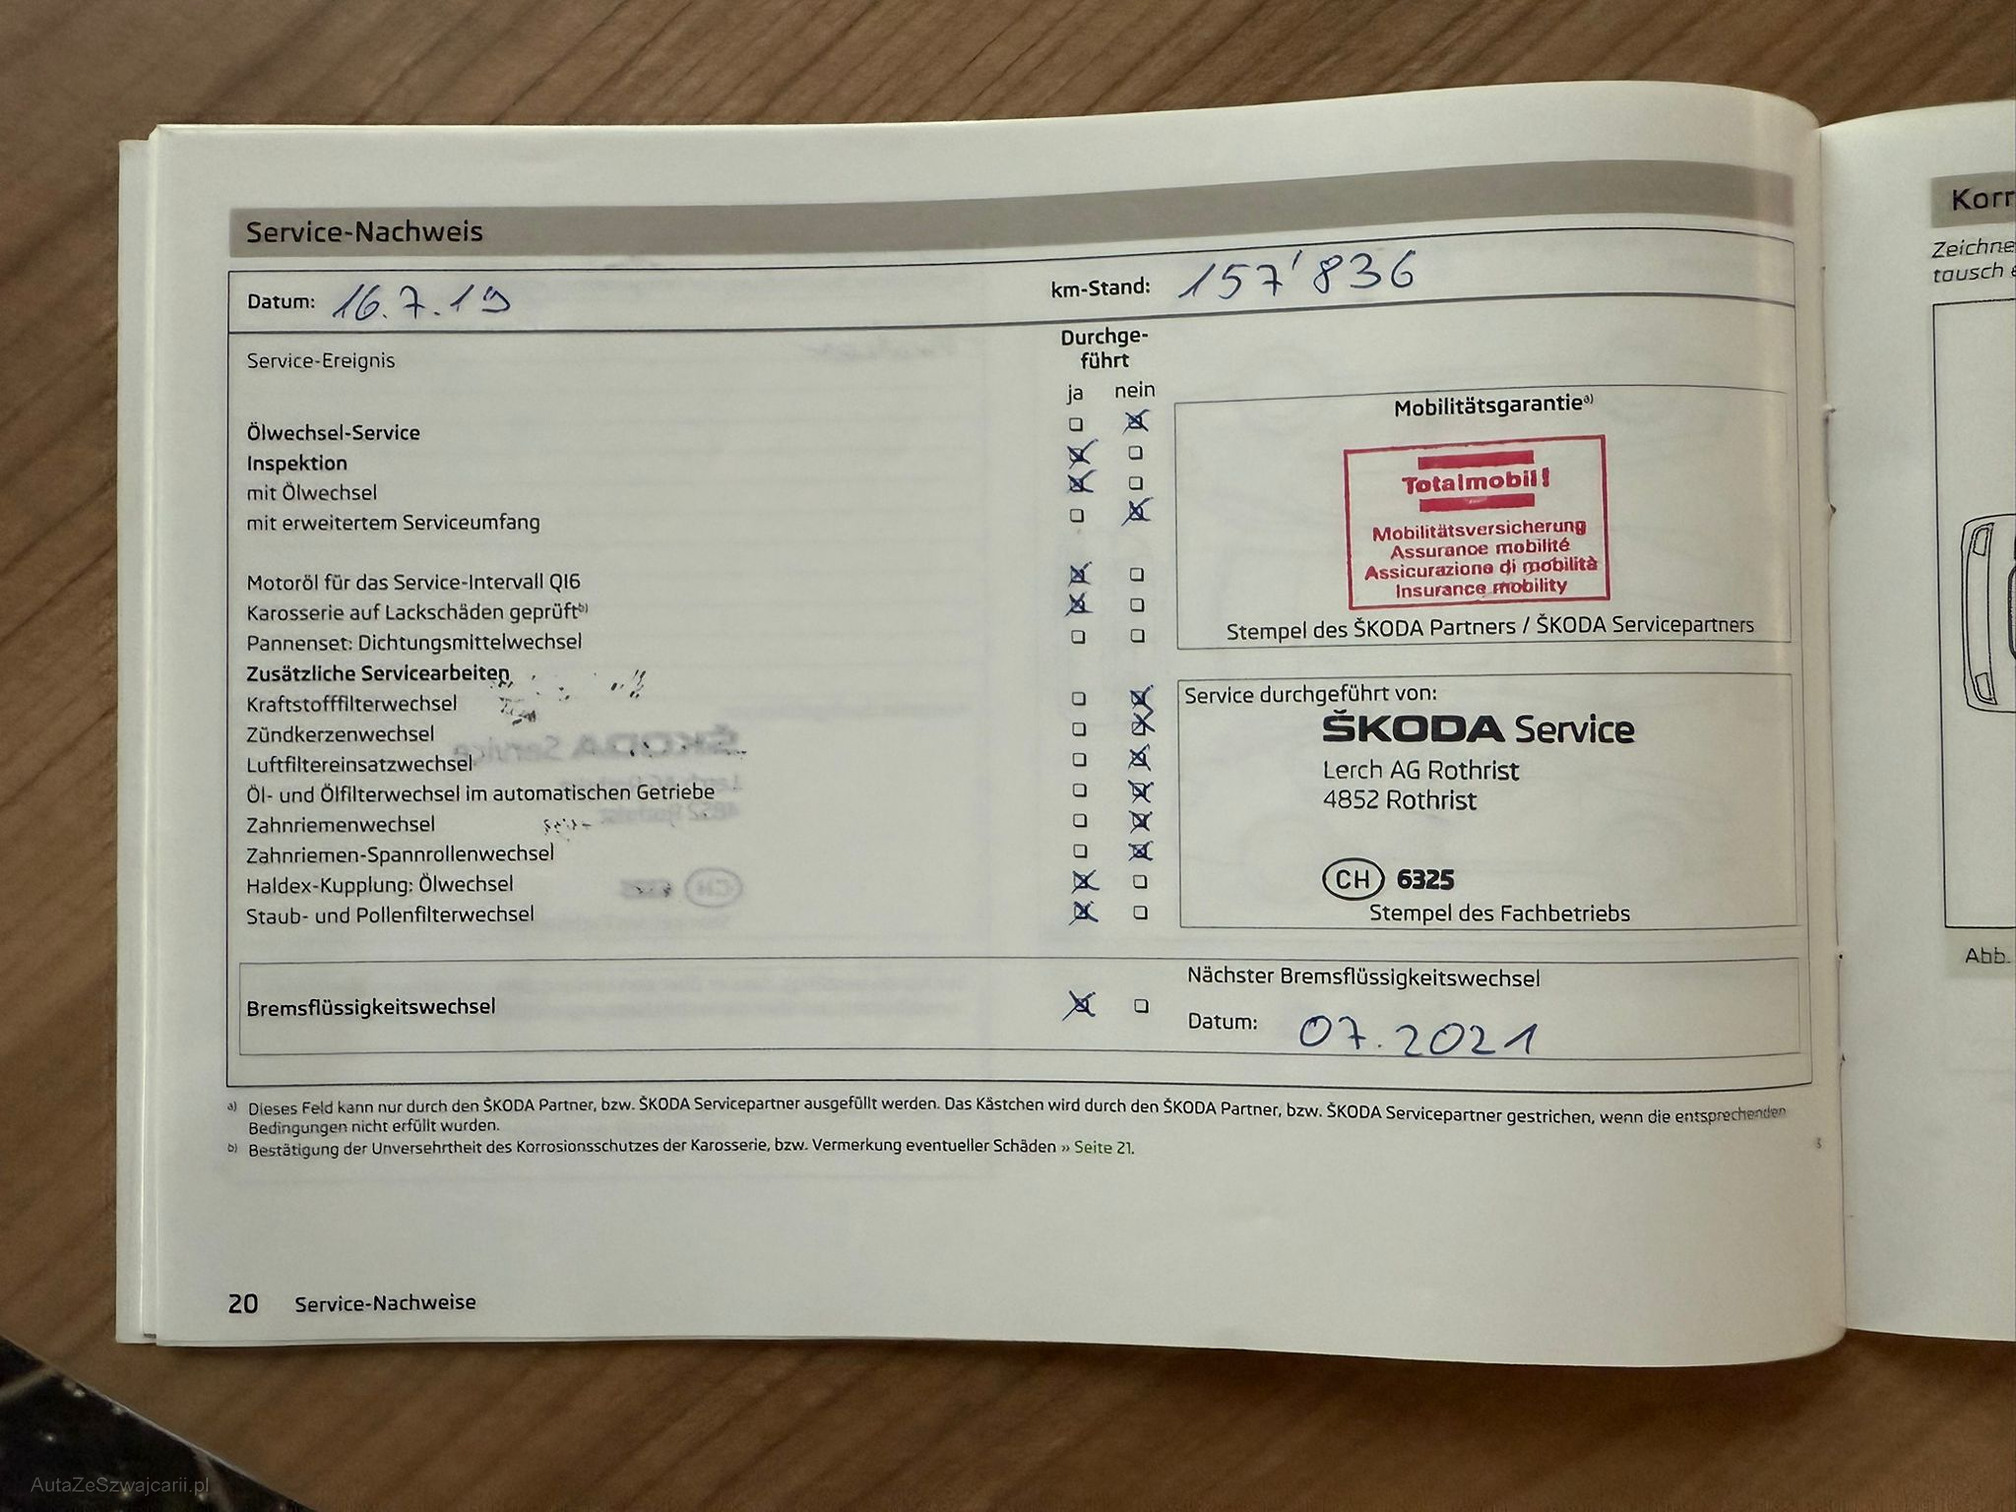 Service-Nachweis
Datum: 16.7.19 km-Stand: 157'836
Service-Ereignis
Durchge-
führt
ja nein
Ölwechsel-Service
Inspektion
mit Ölwechsel
mit erweitertem Serviceumfang
Motoröl für das Service-Intervall QI6
Karosserie auf Lackschäden geprüft b)
Pannenset: Dichtungsmittelwechsel
Zusätzliche Servicearbeiten
Kraftstofffilterwechsel
Zündkerzenwechsel
Luftfiltereinsatzwechsel
Öl- und Ölfilterwechsel im automatischen Getriebe
Zahnriemenwechsel
Zahnriemen-Spannrollenwechsel
Haldex-Kupplung: Ölwechsel
Staub- und Pollenfilterwechsel
Mobilitätsgarantie a)
Totalmobil!
Mobilitätsversicherung
Assurance mobilité
Assicurazione di mobilità
Insurance mobility
Stempel des ŠKODA Partners / ŠKODA Servicepartners
Service durchgeführt von:
ŠKODA Service
Lerch AG Rothrist
4852 Rothrist
CH 6325
Stempel des Fachbetriebs
Bremsflüssigkeitswechsel
Nächster Bremsflüssigkeitswechsel
Datum: 07.2021
a) Dieses Feld kann nur durch den ŠKODA Partner, bzw. ŠKODA Servicepartner ausgefüllt werden. Das Kästchen wird durch den ŠKODA Partner, bzw. ŠKODA Servicepartner gestrichen, wenn die entsprechenden
Bedingungen nicht erfüllt wurden.
b) Bestätigung der Unversehrtheit des Korrosionsschutzes der Karosserie, bzw. Vermerkung eventueller Schäden » Seite 21.
20 Service-Nachweise
Korr
Zeichne
tausch
Abb.
AutaZeSzwajcarii.pl